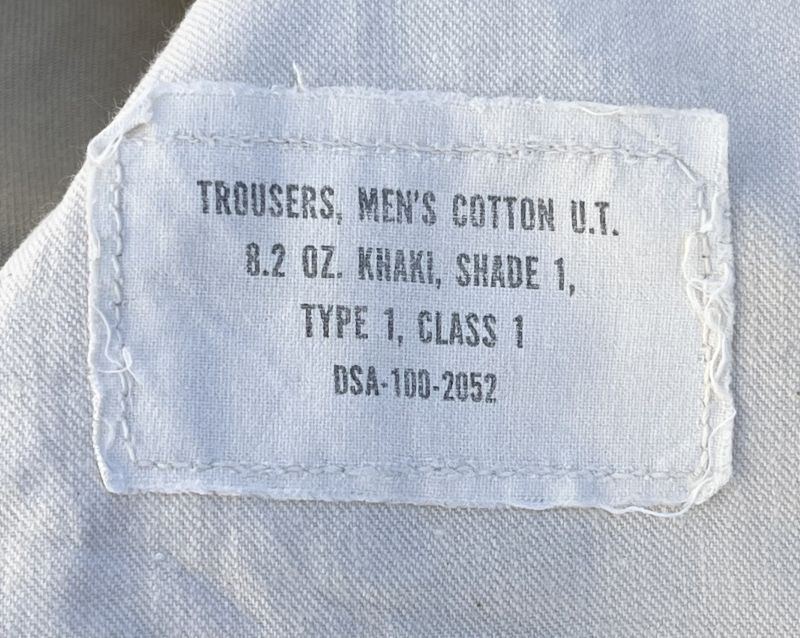 TROUSERS, MEN'S COTTON U.T.
8.2 OZ. KHAKI, SHADE 1,
TYPE 1, CLASS 1
DSA-100-2052